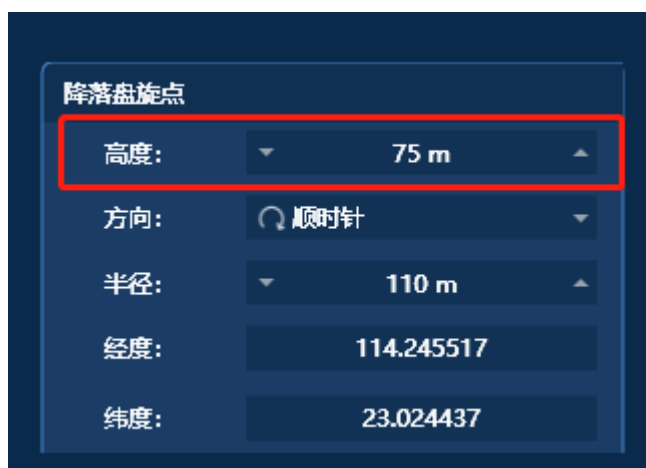 降落盘旋点
高度: 75 m
方向: 顺时针
半径: 110 m
经度: 114.245517
纬度: 23.024437